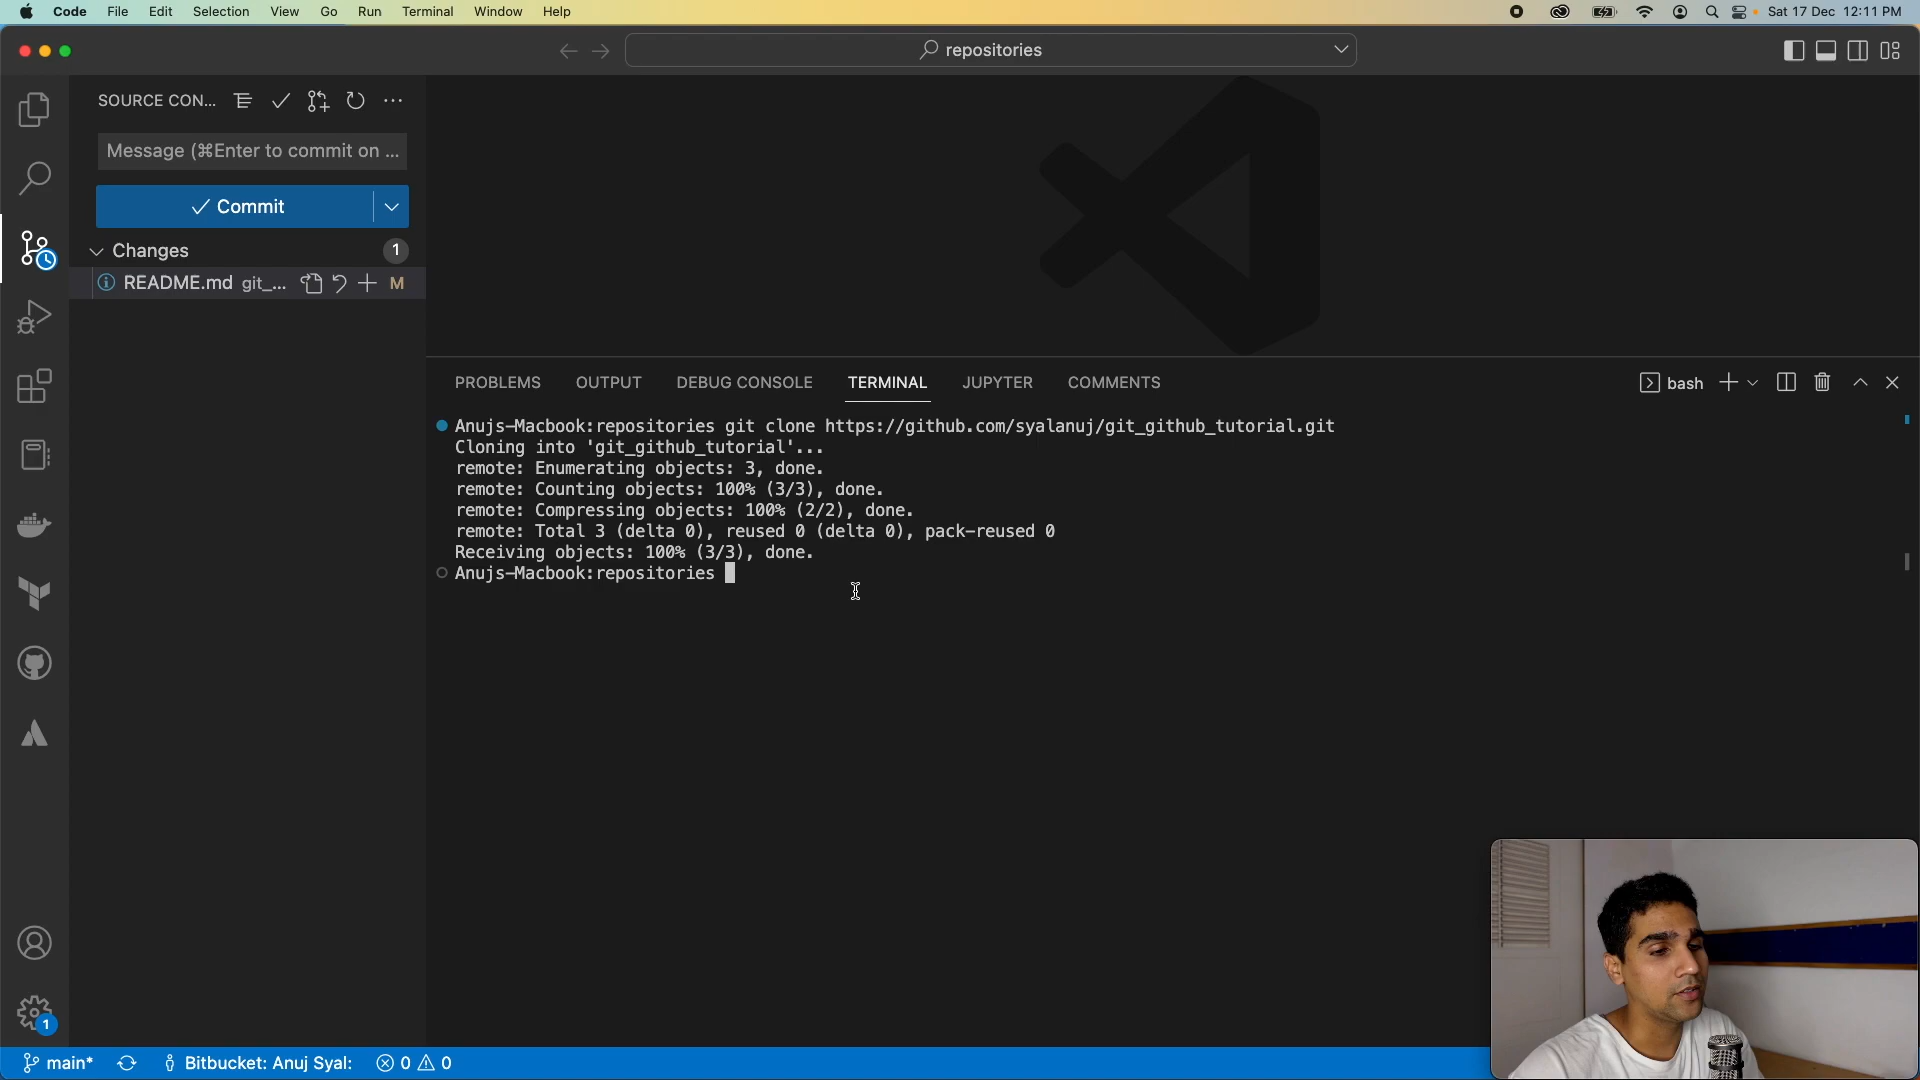 Code File Edit Selection View Go Run Terminal Window Help Sat 17 Dec 12:11 PM
repositories
SOURCE CON...
Message (⌘Enter to commit on ...
Commit
Changes 1
README.md git_... M
PROBLEMS OUTPUT DEBUG CONSOLE TERMINAL JUPYTER COMMENTS bash
Anujs-Macbook:repositories git clone https://github.com/syalanuj/git_github_tutorial.git
Cloning into 'git_github_tutorial'...
remote: Enumerating objects: 3, done.
remote: Counting objects: 100% (3/3), done.
remote: Compressing objects: 100% (2/2), done.
remote: Total 3 (delta 0), reused 0 (delta 0), pack-reused 0
Receiving objects: 100% (3/3), done.
Anujs-Macbook:repositories
1
main* Bitbucket: Anuj Syal: 0 0